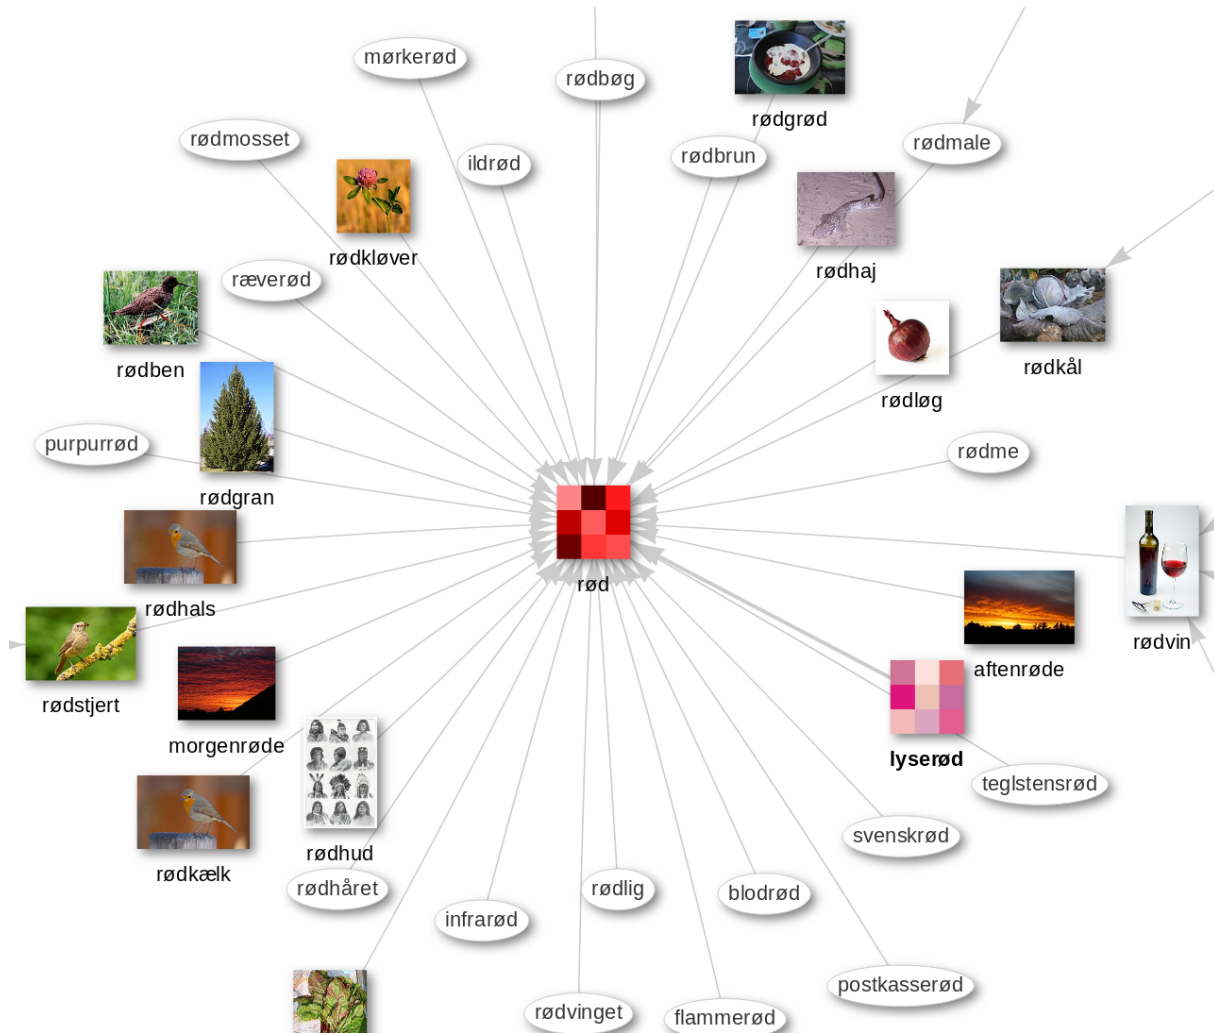 mørkerød
rødbøg
rødgrød
rødmosset
ildrød
rødbrun
rødmale
rødkløver
rødhaj
ræverød
rødben
rødkål
rødløg
purpurrød
rødgran
rødme
rød
rødhals
rødvin
aftenrøde
rødstjert
morgenrøde
lyserød
teglstensrød
svenskrød
rødhud
rødkælk
rødhåret
rødlig
blodrød
infrarød
postkasserød
rødvinget
flammerød